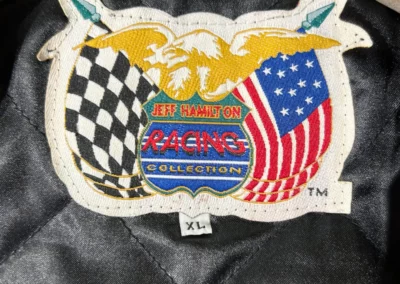 JEFF HAMILTON
RACING
COLLECTION
TM
XL